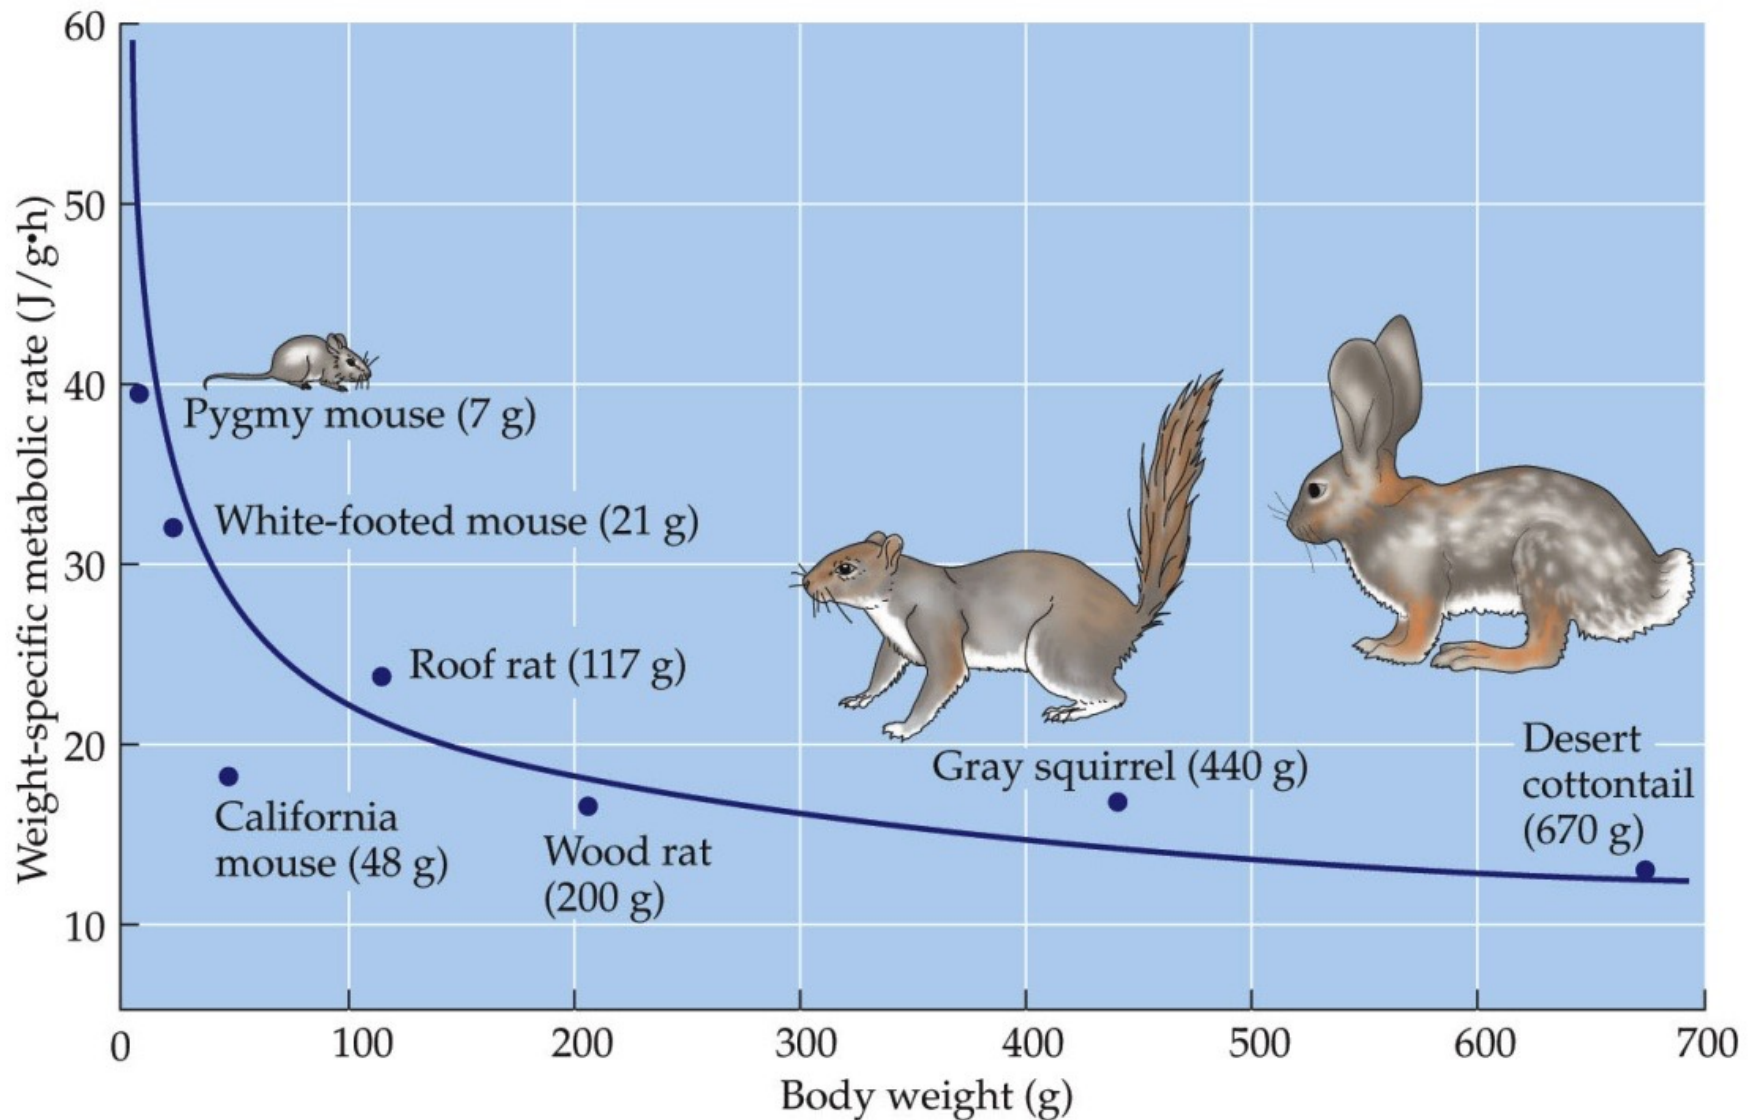 Weight-specific metabolic rate (J/g•h)
60
50
40
30
20
10
Pygmy mouse (7 g)
White-footed mouse (21 g)
Roof rat (117 g)
California
mouse (48 g)
Wood rat
(200 g)
Gray squirrel (440 g)
Desert
cottontail
(670 g)
0 100 200 300 400 500 600 700
Body weight (g)